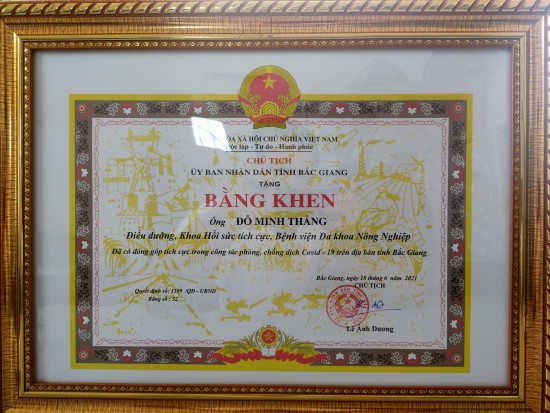 HÒA XÃ HỘI CHỦ NGHĨA VIỆT NAM
Độc lập - Tự do - Hạnh phúc
CHỦ TỊCH
ỦY BAN NHÂN DÂN TỈNH BẮC GIANG
TẶNG
BẰNG KHEN
Ông ĐỖ MINH THẮNG
Điều dưỡng, Khoa Hồi sức tích cực, Bệnh viện Đa khoa Nông Nghiệp
Đã có đóng góp tích cực trong công tác phòng, chống dịch Covid - 19 trên địa bàn tỉnh Bắc Giang
Bắc Giang, ngày 18 tháng 6 năm 2021
Quyết định số: 1169 /QĐ - UBND
CHỦ TỊCH
Bằng số: 52
Lê Ánh Dương